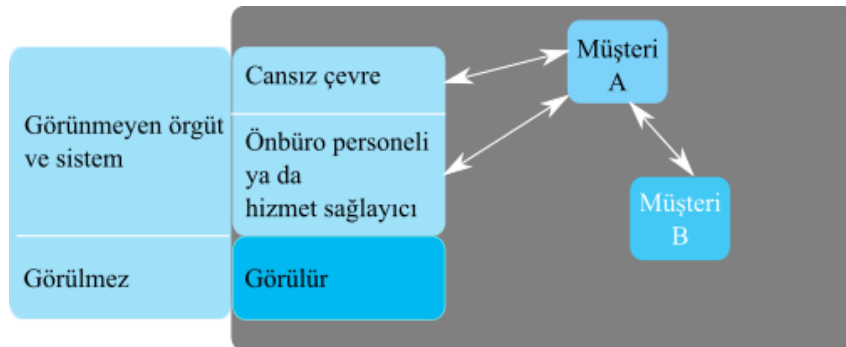 Görünmeyen örgüt
ve sistem
Görülmez
Cansız çevre
Önbüro personeli
ya da
hizmet sağlayıcı
Görülür
Müşteri
A
Müşteri
B